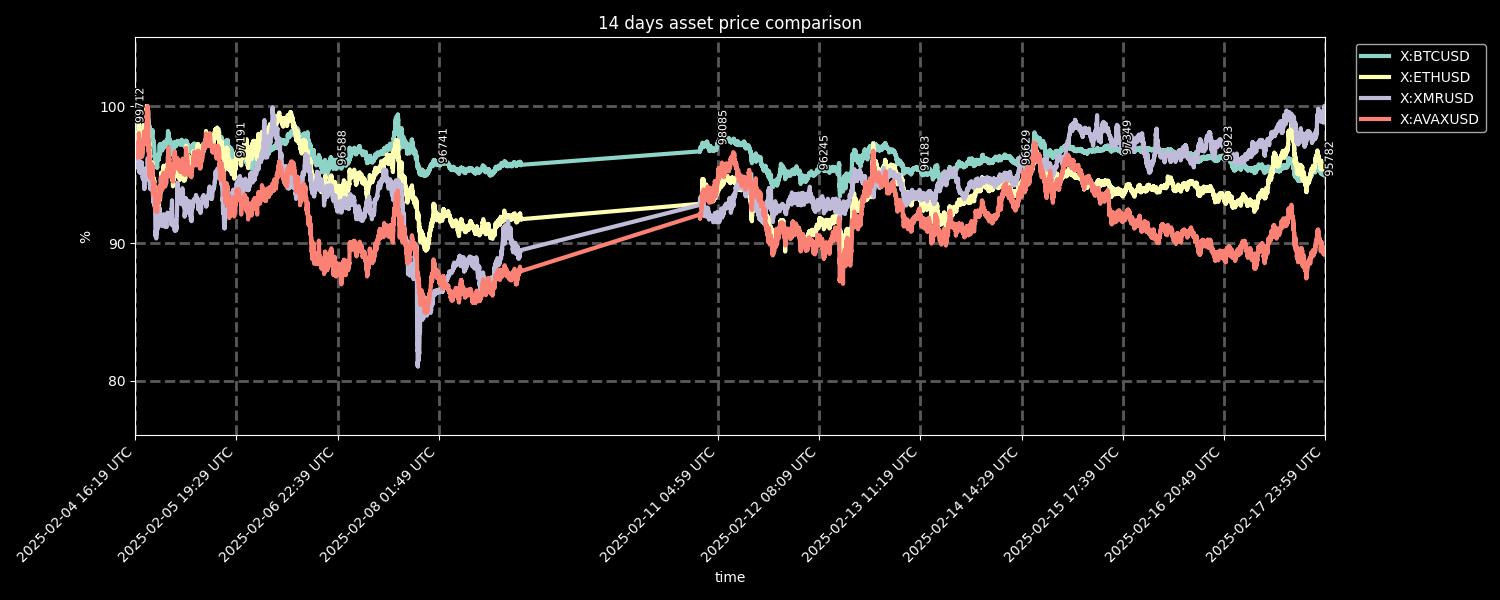 14 days asset price comparison
X:BTCUSD
X:ETHUSD
X:XMRUSD
X:AVAXUSD
100
90
80
%
99712
97191
96588
96741
98085
96245
96183
96629
97349
96923
95782
2025-02-04 16:19 UTC
2025-02-05 19:29 UTC
2025-02-06 22:39 UTC
2025-02-08 01:49 UTC
2025-02-11 04:59 UTC
2025-02-12 08:09 UTC
2025-02-13 11:19 UTC
2025-02-14 14:29 UTC
2025-02-15 17:39 UTC
2025-02-16 20:49 UTC
2025-02-17 23:59 UTC
time